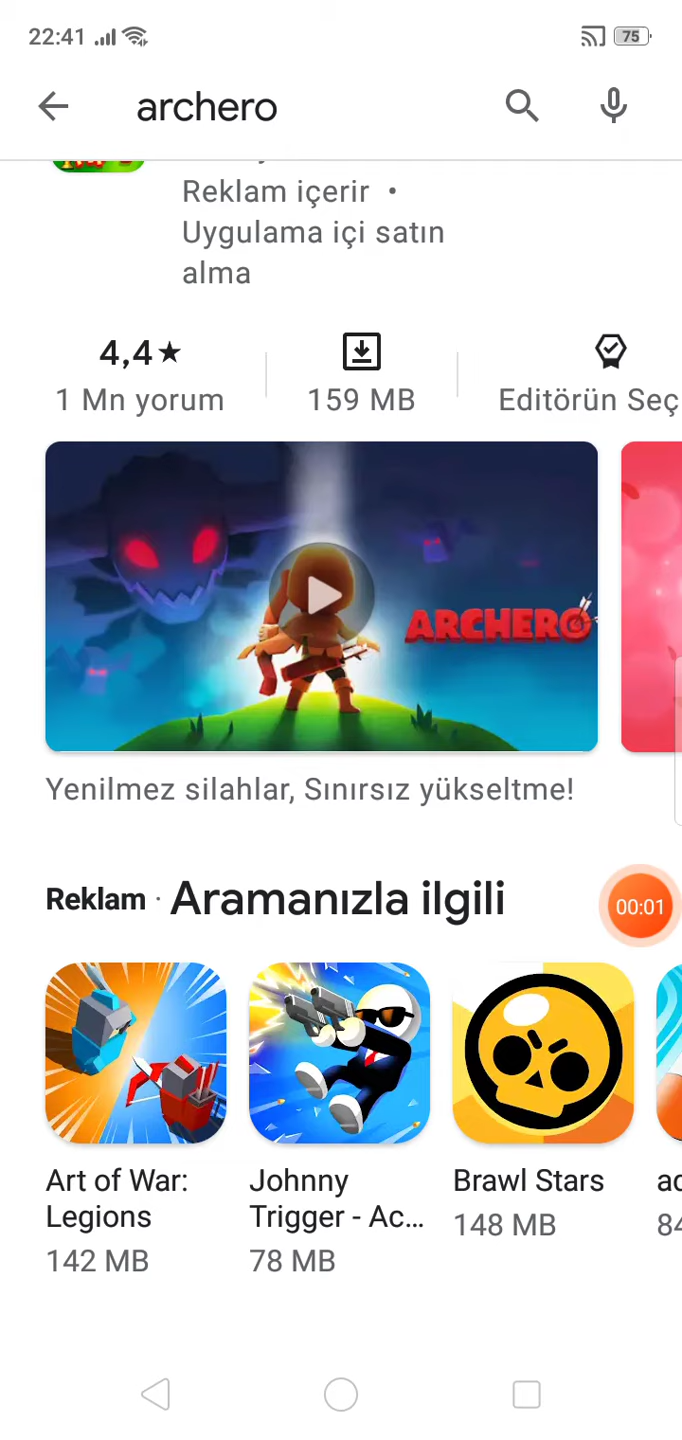 22:41
75
archero
Reklam içerir •
Uygulama içi satın
alma
4,4★
1 Mn yorum
159 MB
Editörün Seç
ARCHERO
Yenilmez silahlar, Sınırsız yükseltme!
Reklam · Aramanızla ilgili
00:01
Art of War:
Legions
142 MB
Johnny
Trigger - Ac...
78 MB
Brawl Stars
148 MB
84